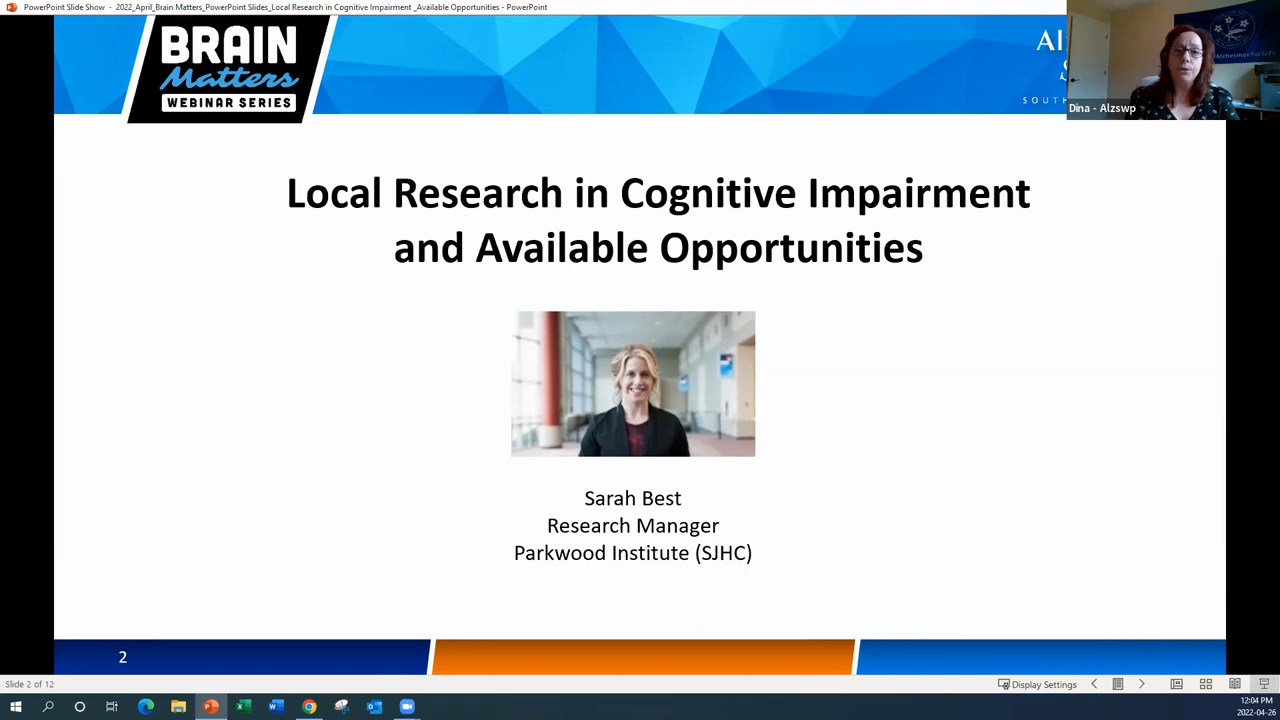 PowerPoint Slide Show - 2022_April_Brain Matters_PowerPoint Slides_Local Research in Cognitive Impairment _Available Opportunities - PowerPoint
BRAIN
Matters
WEBINAR SERIES
Dina - Alzswp
Local Research in Cognitive Impairment
and Available Opportunities
Sarah Best
Research Manager
Parkwood Institute (SJHC)
2
Slide 2 of 12
Display Settings
12:04 PM
2022-04-26